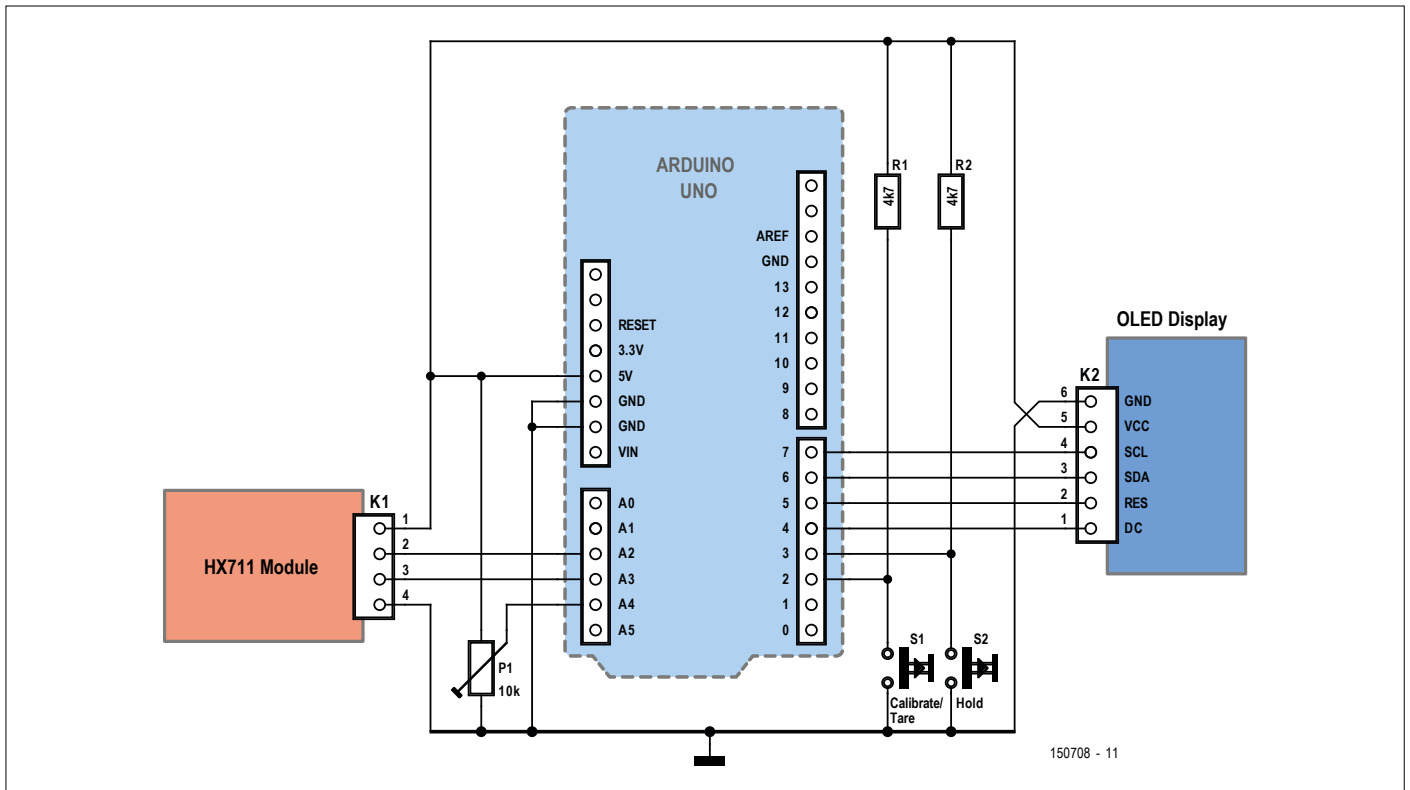 ARDUINO
UNO
R1
4k7
R2
4k7
AREF
GND
13
12
11
10
9
8
RESET
3.3V
5V
GND
GND
VIN
7
6
5
4
3
2
1
0
A0
A1
A2
A3
A4
A5
HX711 Module
K1
1
2
3
4
P1
10k
OLED Display
K2
6
GND
5
VCC
4
SCL
3
SDA
2
RES
1
DC
S1
S2
Calibrate/
Tare
Hold
150708 - 11